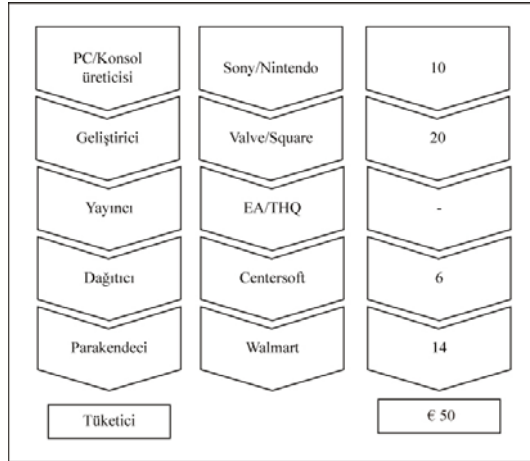 PC/Konsol
üreticisi
Sony/Nintendo
10
Geliştirici
Valve/Square
20
Yayıncı
EA/THQ
-
Dağıtıcı
Centersoft
6
Parakendeci
Walmart
14
Tüketici
€ 50